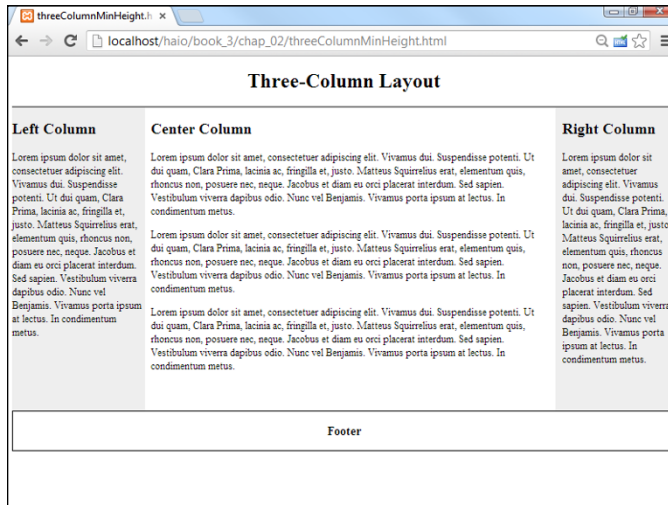 threeColumnMinHeight.h
localhost/haio/book_3/chap_02/threeColumnMinHeight.html
Three-Column Layout
Left Column
Lorem ipsum dolor sit amet,
consectetuer adipiscing elit.
Vivamus dui. Suspendisse
potenti. Ut dui quam, Clara
Prima, lacinia ac, fringilla et,
justo. Matteus Squirrelius erat,
elementum quis, rhoncus non,
posuere nec, neque. Jacobus et
diam eu orci placerat interdum.
Sed sapien. Vestibulum viverra
dapibus odio. Nunc vel
Benjamis. Vivamus porta ipsum
at lectus. In condimentum
metus.
Center Column
Lorem ipsum dolor sit amet, consectetuer adipiscing elit. Vivamus dui. Suspendisse potenti. Ut
dui quam, Clara Prima, lacinia ac, fringilla et, justo. Matteus Squirrelius erat, elementum quis,
rhoncus non, posuere nec, neque. Jacobus et diam eu orci placerat interdum. Sed sapien.
Vestibulum viverra dapibus odio. Nunc vel Benjamis. Vivamus porta ipsum at lectus. In
condimentum metus.
Lorem ipsum dolor sit amet, consectetuer adipiscing elit. Vivamus dui. Suspendisse potenti. Ut
dui quam, Clara Prima, lacinia ac, fringilla et, justo. Matteus Squirrelius erat, elementum quis,
rhoncus non, posuere nec, neque. Jacobus et diam eu orci placerat interdum. Sed sapien.
Vestibulum viverra dapibus odio. Nunc vel Benjamis. Vivamus porta ipsum at lectus. In
condimentum metus.
Lorem ipsum dolor sit amet, consectetuer adipiscing elit. Vivamus dui. Suspendisse potenti. Ut
dui quam, Clara Prima, lacinia ac, fringilla et, justo. Matteus Squirrelius erat, elementum quis,
rhoncus non, posuere nec, neque. Jacobus et diam eu orci placerat interdum. Sed sapien.
Vestibulum viverra dapibus odio. Nunc vel Benjamis. Vivamus porta ipsum at lectus. In
condimentum metus.
Right Column
Lorem ipsum dolor sit
amet, consectetuer
adipiscing elit. Vivamus
dui. Suspendisse potenti.
Ut dui quam, Clara Prima,
lacinia ac, fringilla et, justo
Matteus Squirrelius erat,
elementum quis, rhoncus
non, posuere nec, neque.
Jacobus et diam eu orci
placerat interdum. Sed
sapien. Vestibulum viverra
dapibus odio. Nunc vel
Benjamis. Vivamus porta
ipsum at lectus. In
condimentum metus.
Footer